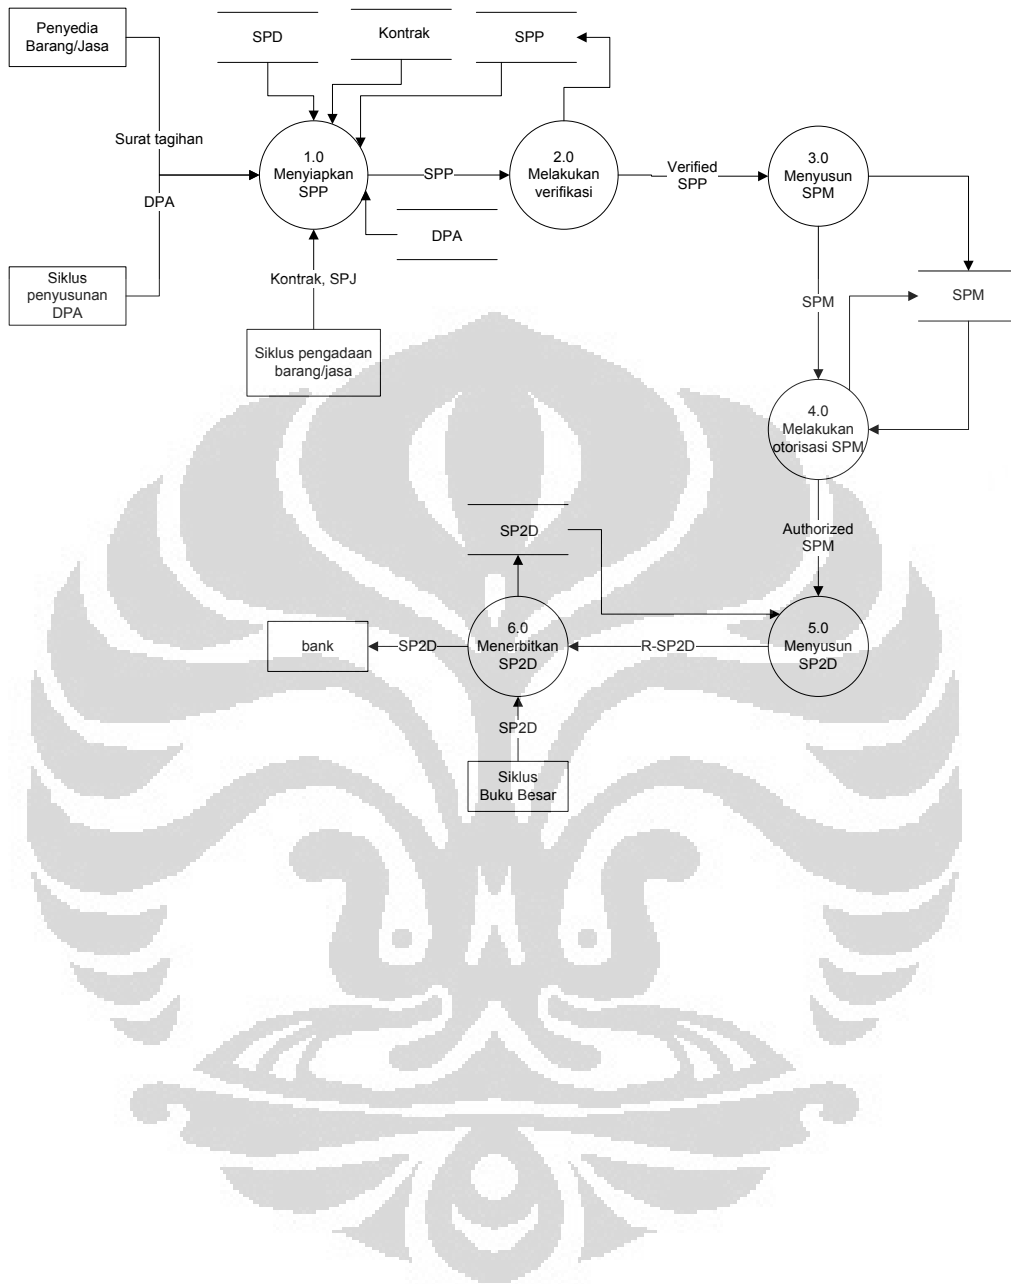 Penyedia
Barang/Jasa
SPD
Kontrak
SPP
Surat tagihan
DPA
1.0
Menyiapkan
SPP
SPP
2.0
Melakukan
verifikasi
Verified
SPP
3.0
Menyusun
SPM
DPA
Siklus
penyusunan
DPA
Kontrak, SPJ
Siklus pengadaan
barang/jasa
SPM
SPM
4.0
Melakukan
otorisasi SPM
Authorized
SPM
SP2D
bank
SP2D
6.0
Menerbitkan
SP2D
R-SP2D
5.0
Menyusun
SP2D
SP2D
Siklus
Buku Besar